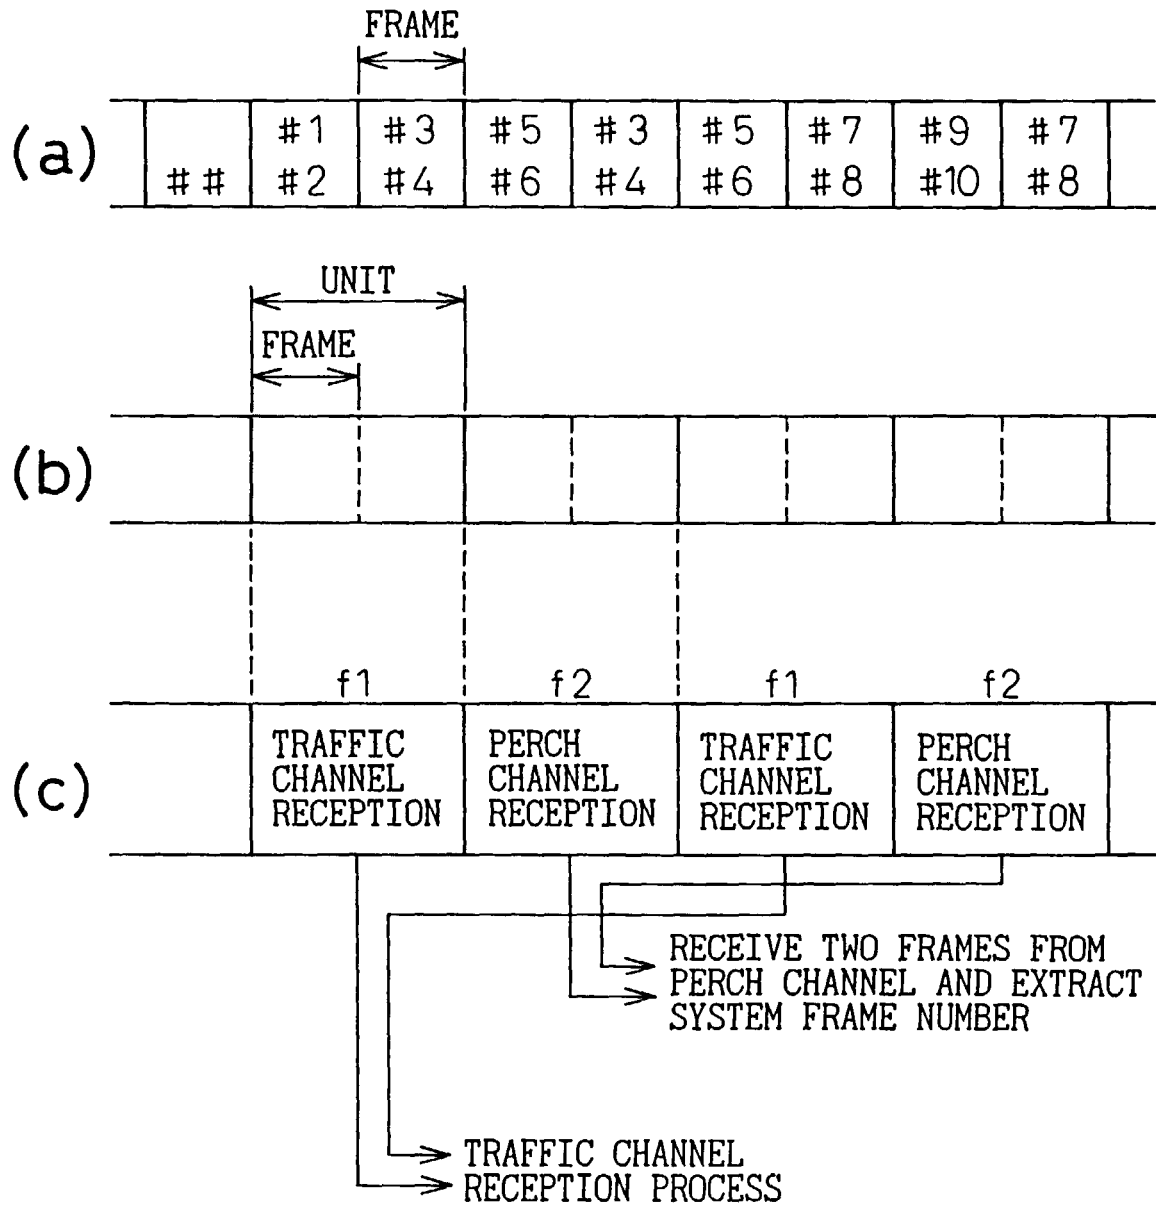 FRAME
(a)
#1 #3 #5 #3 #5 #7 #9 #7
## #2 #4 #6 #4 #6 #8 #10 #8
UNIT
FRAME
(b)
f1 f2 f1 f2
(c)
TRAFFIC
CHANNEL
RECEPTION
PERCH
CHANNEL
RECEPTION
TRAFFIC
CHANNEL
RECEPTION
PERCH
CHANNEL
RECEPTION
RECEIVE TWO FRAMES FROM
PERCH CHANNEL AND EXTRACT
SYSTEM FRAME NUMBER
TRAFFIC CHANNEL
RECEPTION PROCESS